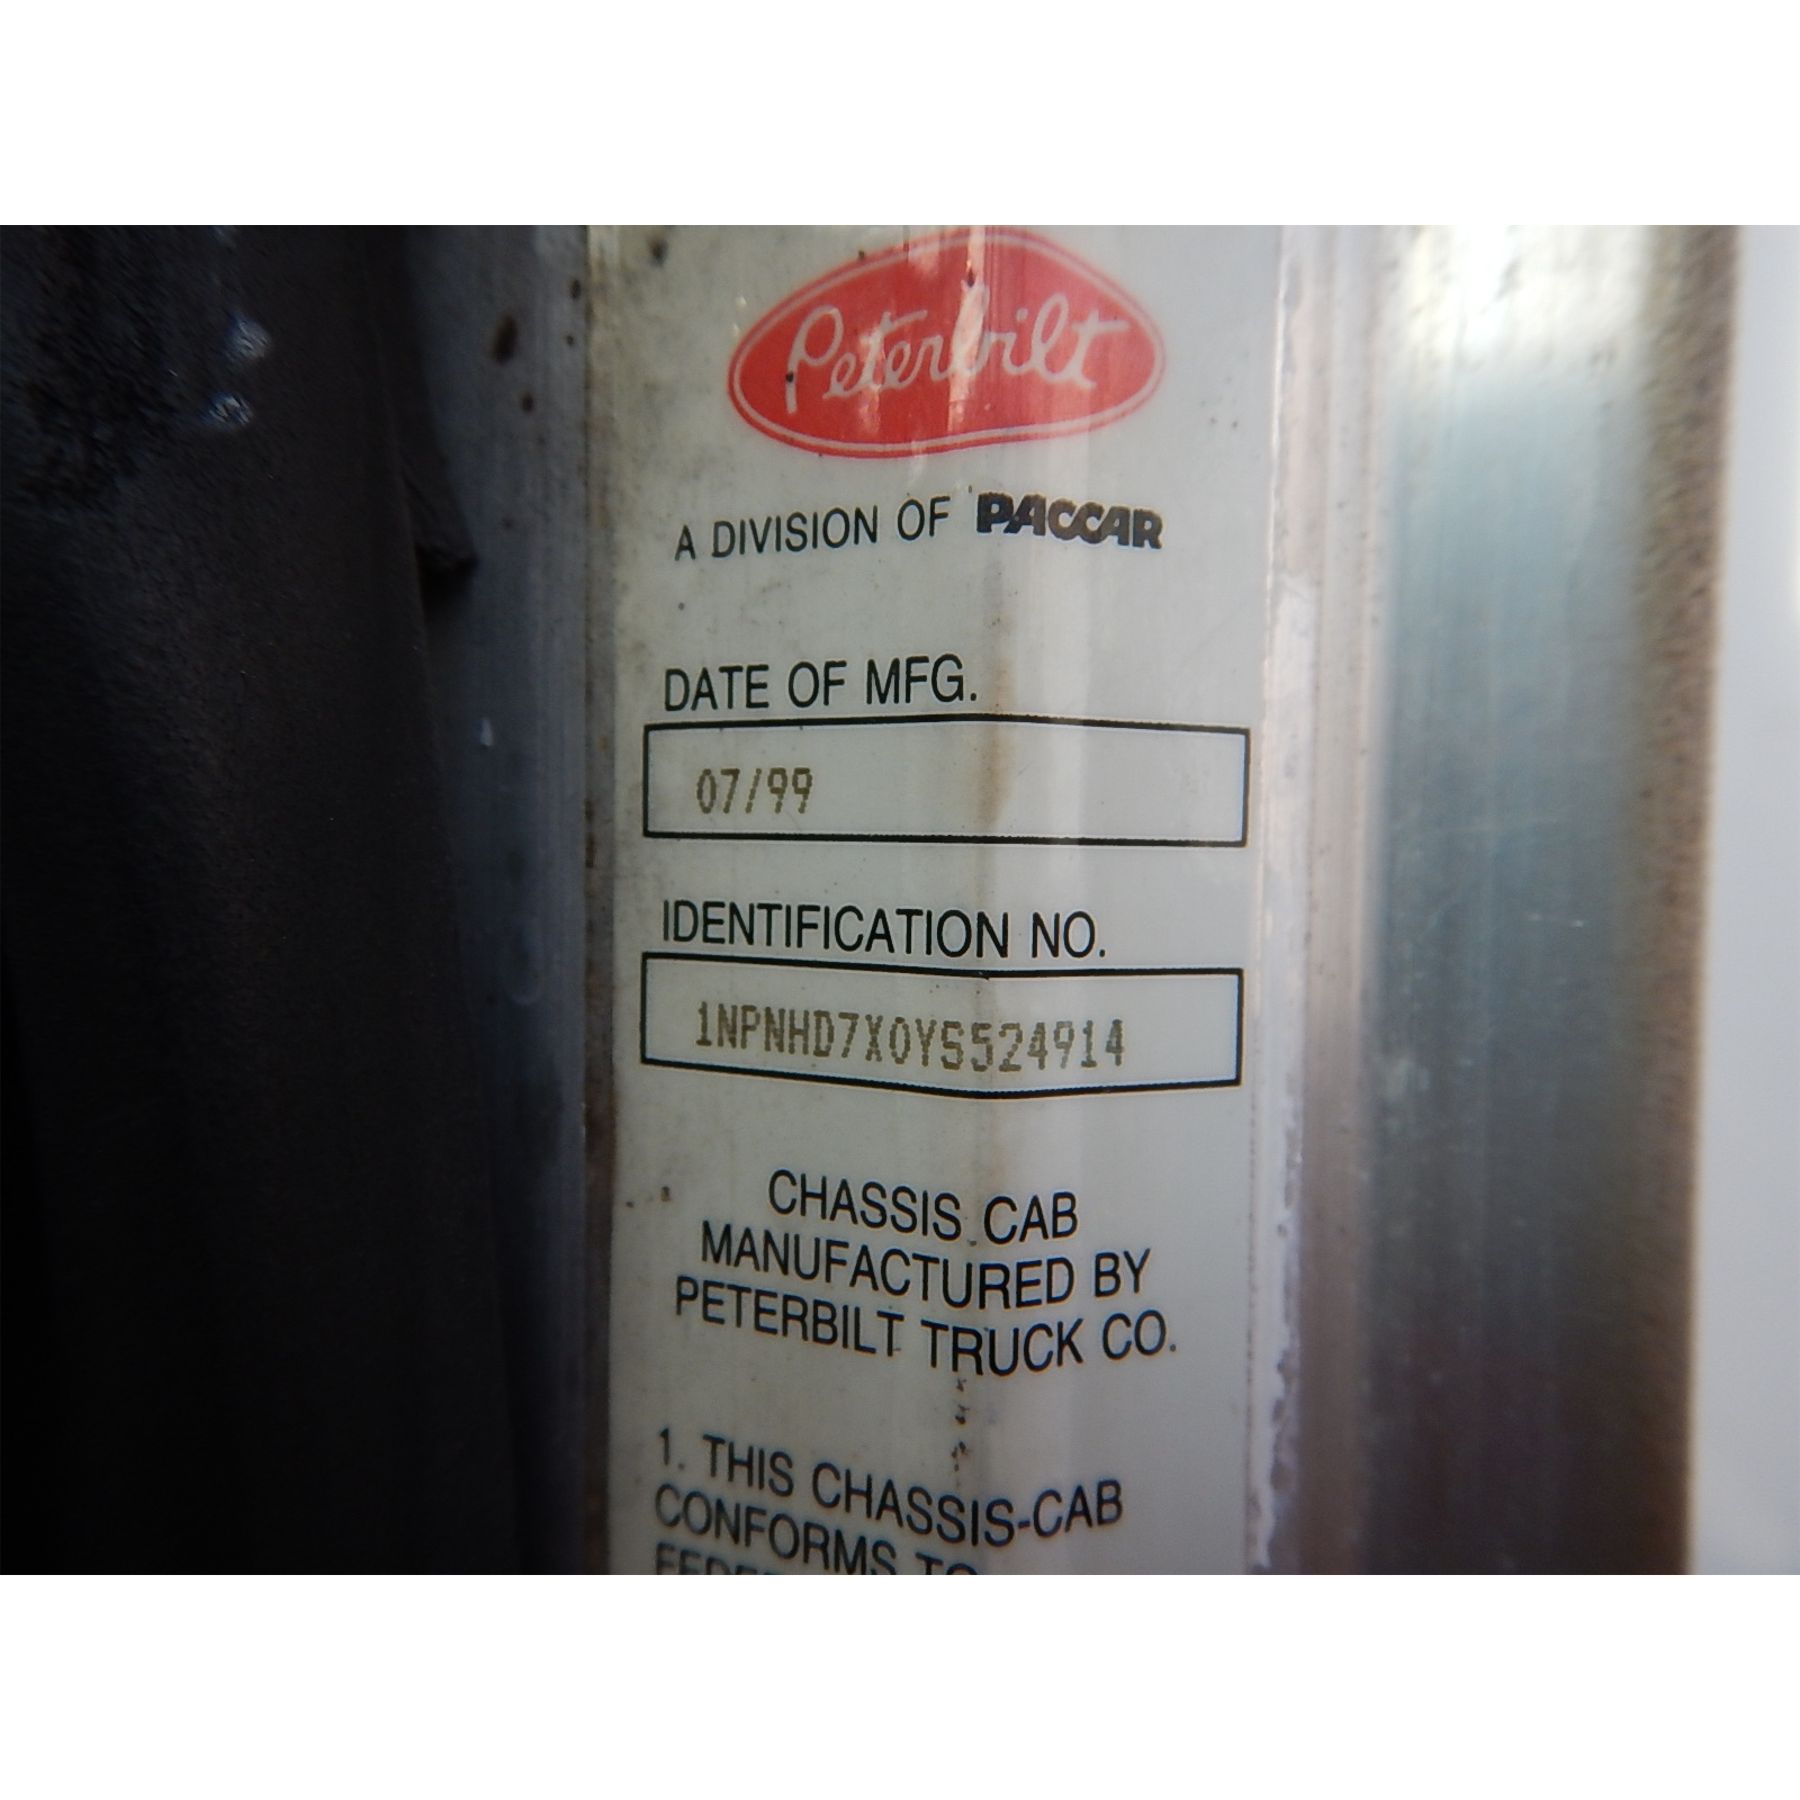 Peterbilt
A DIVISION OF PACCAR
DATE OF MFG.
07/99
IDENTIFICATION NO.
1NPNHD7X0YS524914
CHASSIS CAB
MANUFACTURED BY
PETERBILT TRUCK CO.
1. THIS CHASSIS-CAB
CONFORMS TO